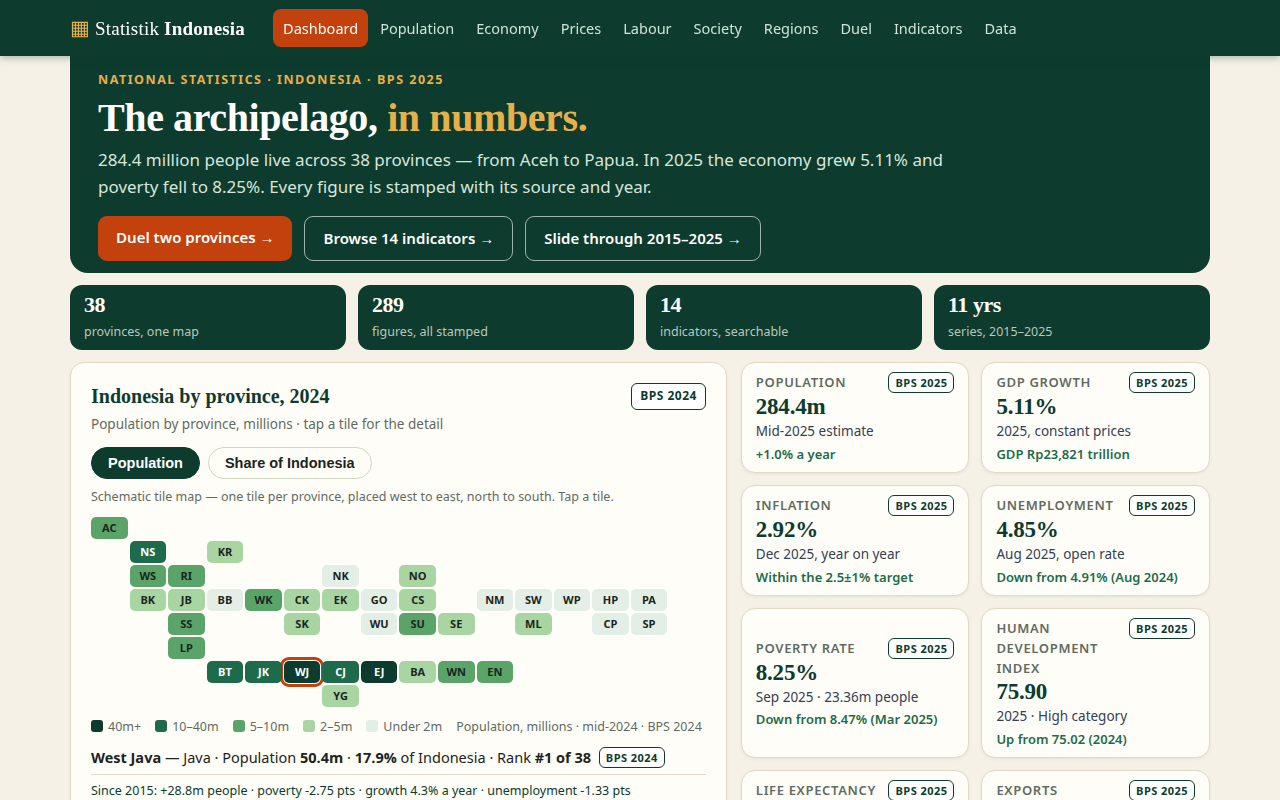 ▦ Statistik Indonesia
Dashboard Population Economy Prices Labour Society Regions Duel Indicators Data
NATIONAL STATISTICS · INDONESIA · BPS 2025
The archipelago, in numbers.
284.4 million people live across 38 provinces — from Aceh to Papua. In 2025 the economy grew 5.11% and
poverty fell to 8.25%. Every figure is stamped with its source and year.
Duel two provinces → Browse 14 indicators → Slide through 2015–2025 →
38
provinces, one map
289
figures, all stamped
14
indicators, searchable
11 yrs
series, 2015–2025
Indonesia by province, 2024 BPS 2024
Population by province, millions · tap a tile for the detail
Population Share of Indonesia
Schematic tile map — one tile per province, placed west to east, north to south. Tap a tile.
AC
NS KR
WS RI NK NO
BK JB BB WK CK EK GO CS NM SW WP HP PA
SS SK WU SU SE ML CP SP
LP
BT JK WJ CJ EJ BA WN EN
YG
40m+ 10–40m 5–10m 2–5m Under 2m Population, millions · mid-2024 · BPS 2024
West Java — Java · Population 50.4m · 17.9% of Indonesia · Rank #1 of 38 BPS 2024
Since 2015: +28.8m people · poverty -2.75 pts · growth 4.3% a year · unemployment -1.33 pts
POPULATION BPS 2025
284.4m
Mid-2025 estimate
+1.0% a year
GDP GROWTH BPS 2025
5.11%
2025, constant prices
GDP Rp23,821 trillion
INFLATION BPS 2025
2.92%
Dec 2025, year on year
Within the 2.5±1% target
UNEMPLOYMENT BPS 2025
4.85%
Aug 2025, open rate
Down from 4.91% (Aug 2024)
POVERTY RATE BPS 2025
8.25%
Sep 2025 · 23.36m people
Down from 8.47% (Mar 2025)
HUMAN BPS 2025
DEVELOPMENT
INDEX
75.90
2025 · High category
Up from 75.02 (2024)
LIFE EXPECTANCY BPS 2025
EXPORTS BPS 2025